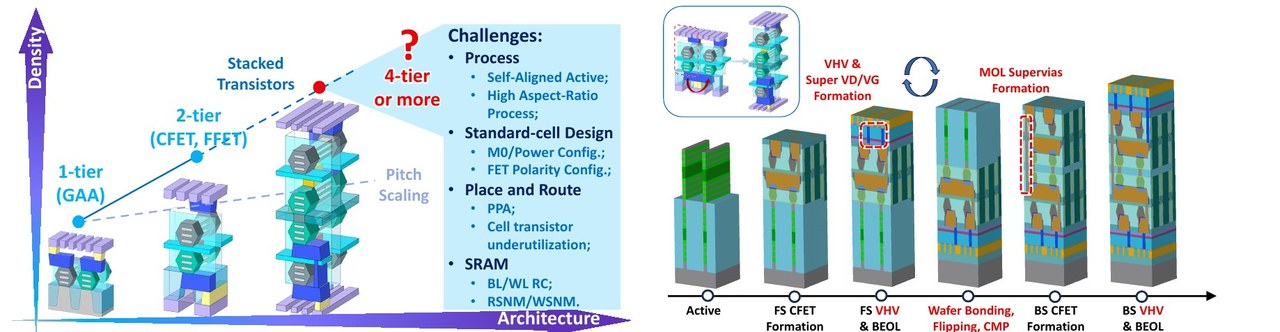 Density
Stacked
Transistors
2-tier
(CFET, FFET)
1-tier
(GAA)
Pitch
Scaling
?
4-tier
or more
Challenges:
• Process
• Self-Aligned Active;
• High Aspect-Ratio
Process;
• Standard-cell Design
• M0/Power Config.;
• FET Polarity Config.;
• Place and Route
• PPA;
• Cell transistor
underutilization;
• SRAM
• BL/WL RC;
• RSNM/WSNM.
Architecture
VHV &
Super VD/VG
Formation
MOL Supervias
Formation
Active
FS CFET
Formation
FS VHV
& BEOL
Wafer Bonding,
Flipping, CMP
BS CFET
Formation
BS VHV
& BEOL